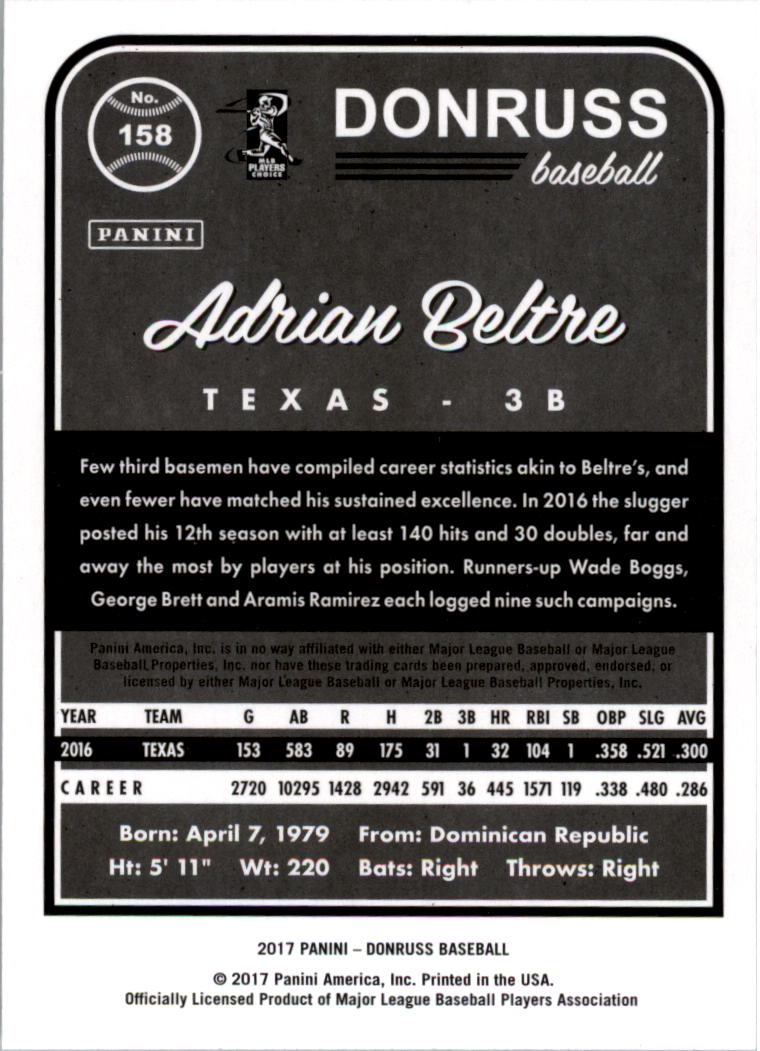 No.
158
MLB
PLAYERS
CHOICE
DONRUSS
baseball
PANINI
Adrian Beltre
TEXAS - 3B
Few third basemen have compiled career statistics akin to Beltre's, and
even fewer have matched his sustained excellence. In 2016 the slugger
posted his 12th season with at least 140 hits and 30 doubles, far and
away the most by players at his position. Runners-up Wade Boggs,
George Brett and Aramis Ramirez each logged nine such campaigns.
Panini America, Inc. is in no way affiliated with either Major League Baseball or Major League
Baseball Properties, Inc. nor have these trading cards been prepared, approved, endorsed, or
licensed by either Major League Baseball or Major League Baseball Properties, Inc.
YEAR TEAM G AB R H 2B 3B HR RBI SB OBP SLG AVG
2016 TEXAS 153 583 89 175 31 1 32 104 1 .358 .521 .300
CAREER 2720 10295 1428 2942 591 36 445 1571 119 .338 .480 .286
Born: April 7, 1979 From: Dominican Republic
Ht: 5' 11" Wt: 220 Bats: Right Throws: Right
2017 PANINI – DONRUSS BASEBALL
© 2017 Panini America, Inc. Printed in the USA.
Officially Licensed Product of Major League Baseball Players Association